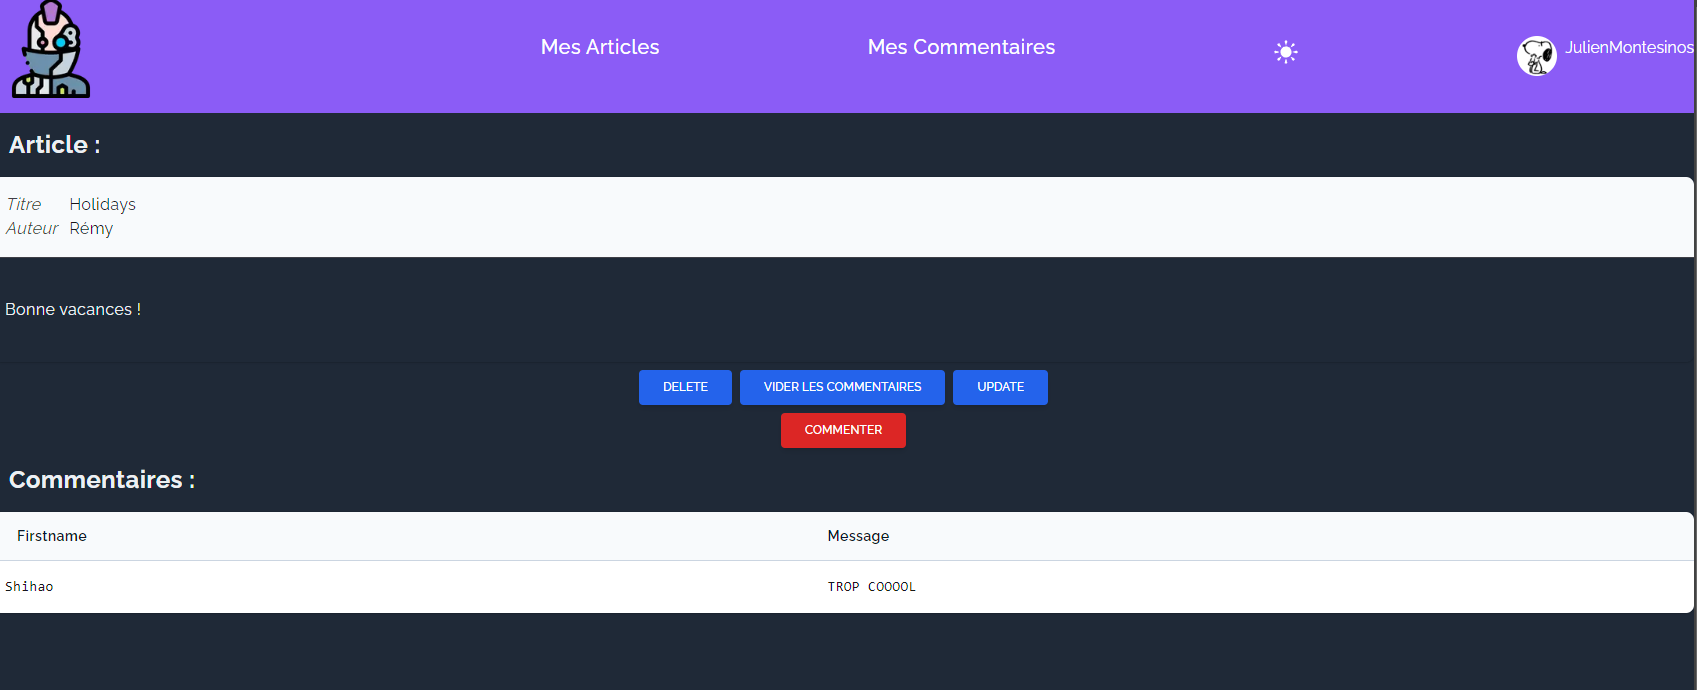 Mes Articles Mes Commentaires JulienMontesinos
Article :
Titre Holidays
Auteur Rémy
Bonne vacances !
DELETE VIDER LES COMMENTAIRES UPDATE
COMMENTER
Commentaires :
Firstname Message
Shihao TROP COOOOL